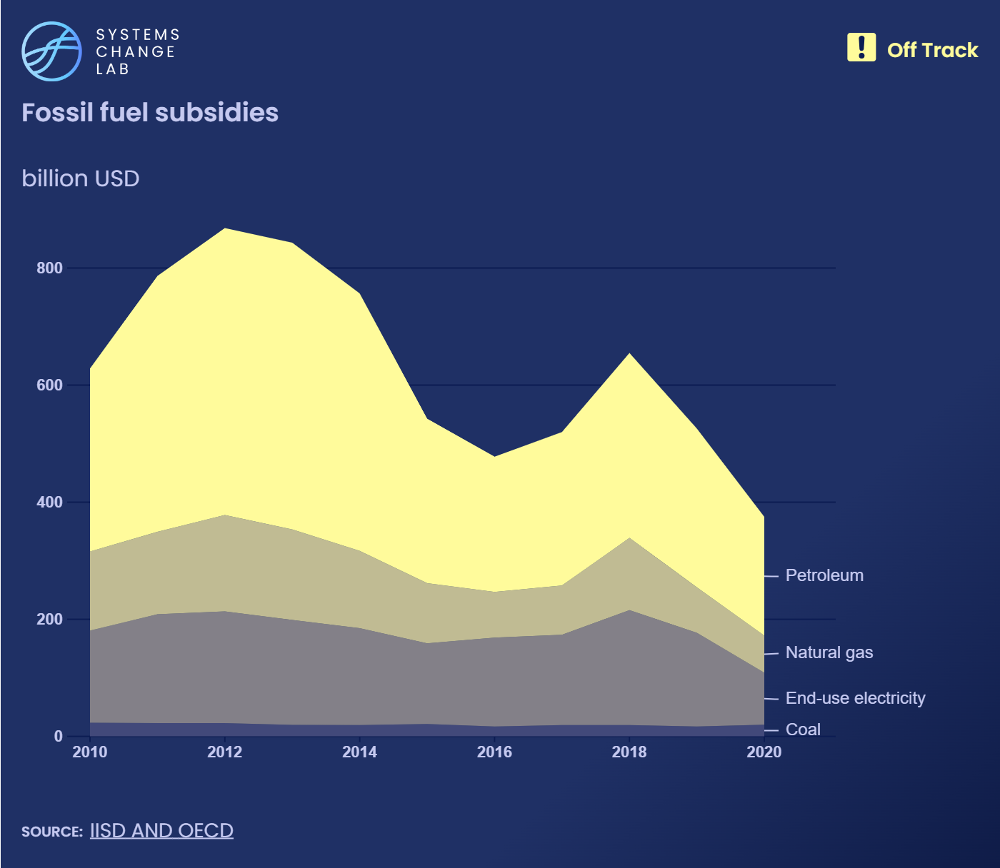 SYSTEMS
CHANGE
LAB
Off Track
Fossil fuel subsidies
billion USD
800
600
400
200
0
Petroleum
Natural gas
End-use electricity
Coal
2010 2012 2014 2016 2018 2020
SOURCE: IISD AND OECD